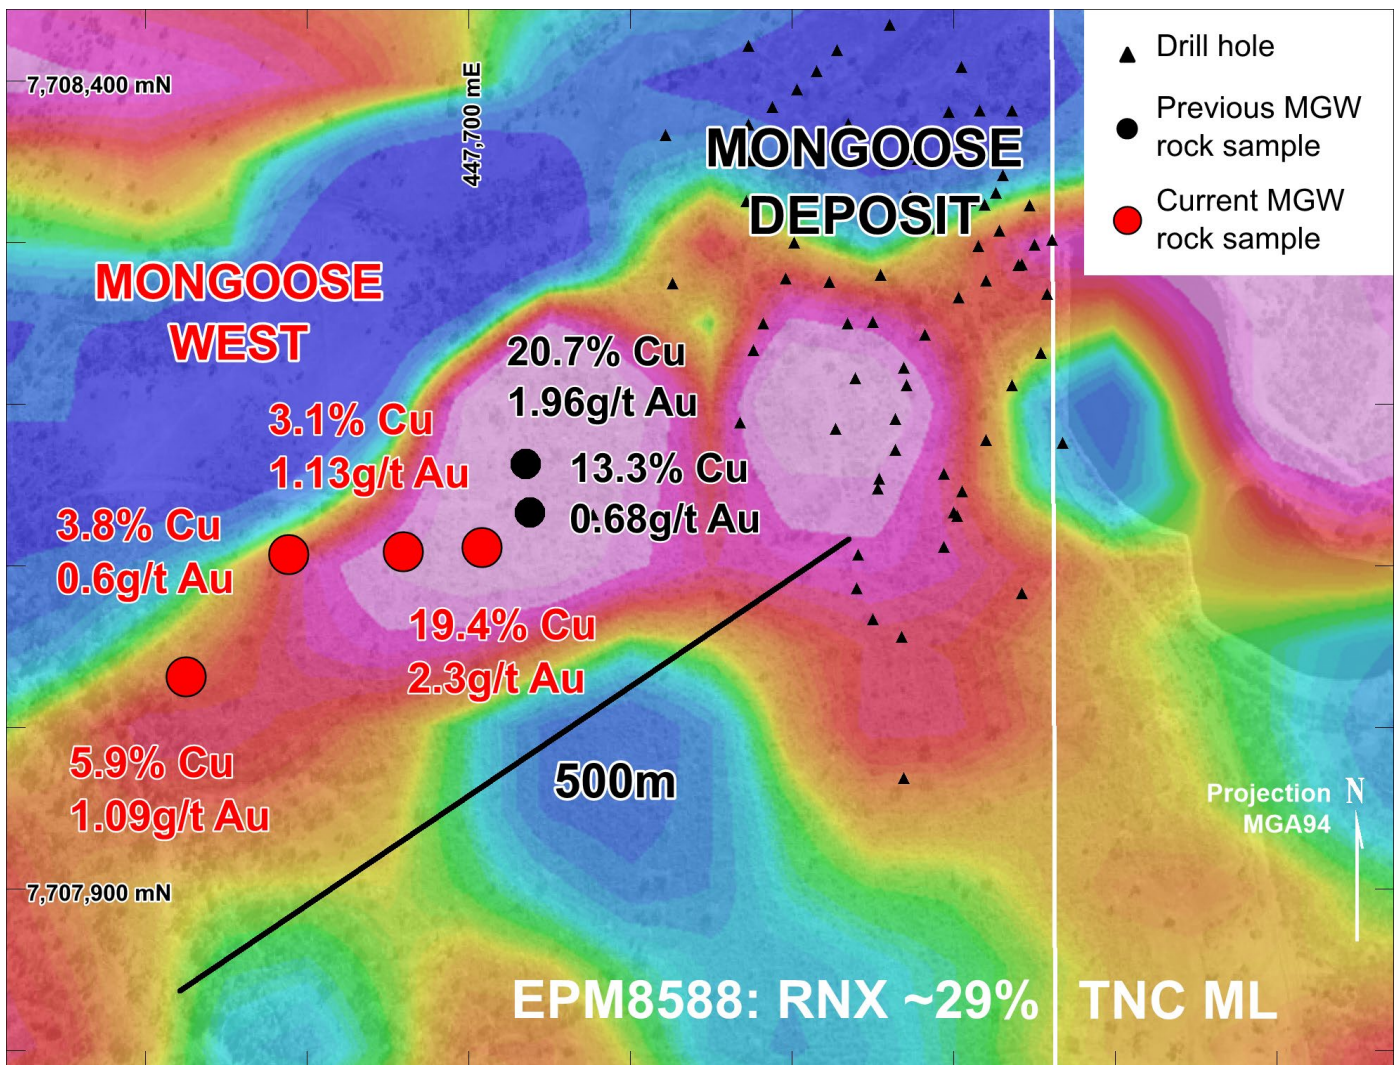 7,708,400 mN
447,700 mE
MONGOOSE
DEPOSIT
Drill hole
Previous MGW
rock sample
Current MGW
rock sample
MONGOOSE
WEST
20.7% Cu
1.96g/t Au
3.1% Cu
1.13g/t Au
13.3% Cu
0.68g/t Au
3.8% Cu
0.6g/t Au
19.4% Cu
2.3g/t Au
5.9% Cu
1.09g/t Au
500m
Projection N
MGA94
7,707,900 mN
EPM8588: RNX ~29%
TNC ML